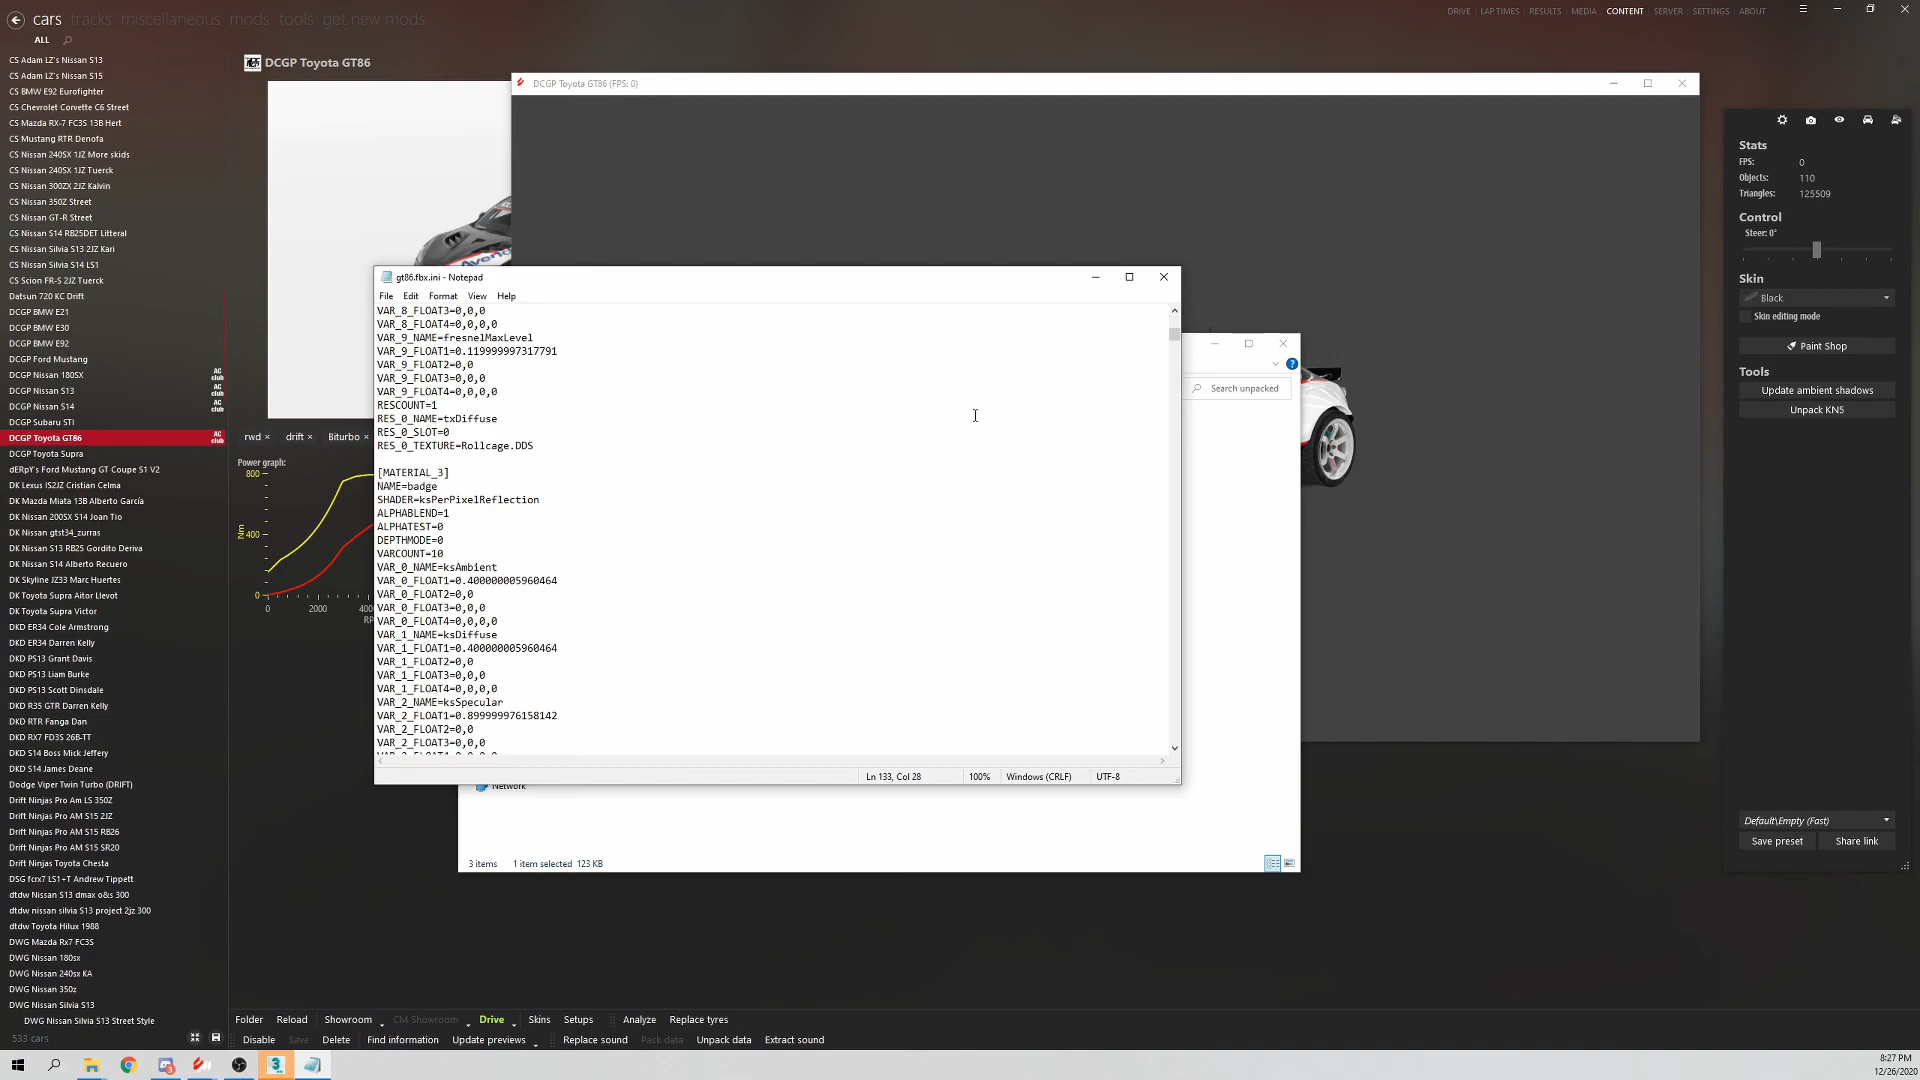 cars tracks miscellaneous mods tools get new mods
DRIVE LAP TIMES RESULTS MEDIA CONTENT SERVER SETTINGS ABOUT
ALL
CS Adam LZ's Nissan S13
CS Adam LZ's Nissan S15
CS BMW E92 Eurofighter
CS Chevrolet Corvette C6 Street
CS Mazda RX-7 FC3S 13B Hert
CS Mustang RTR Denofa
CS Nissan 240SX 1JZ More skids
CS Nissan 240SX 1JZ Tuerck
CS Nissan 300ZX 2JZ Kalvin
CS Nissan 350Z Street
CS Nissan GT-R Street
CS Nissan S14 RB25DET Litteral
CS Nissan Silvia S13 2JZ Kari
CS Nissan Silvia S14 LS1
CS Scion FR-S 2JZ Tuerck
Datsun 720 KC Drift
DCGP BMW E21
DCGP BMW E30
DCGP BMW E92
DCGP Ford Mustang
DCGP Nissan 180SX
AC club
DCGP Nissan S13
AC club
DCGP Nissan S14
AC club
DCGP Subaru STI
DCGP Toyota GT86
AC club
DCGP Toyota Supra
dERpY's Ford Mustang GT Coupe S1 V2
DK Lexus IS2JZ Cristian Celma
DK Mazda Miata 13B Alberto García
DK Nissan 200SX S14 Joan Tio
DK Nissan gtst34_zurras
DK Nissan S13 RB25 Gordito Deriva
DK Nissan S14 Alberto Recuero
DK Skyline JZ33 Marc Huertes
DK Toyota Supra Aitor Llevot
DK Toyota Supra Victor
DKD ER34 Cole Armstrong
DKD ER34 Darren Kelly
DKD PS13 Grant Davis
DKD PS13 Liam Burke
DKD PS13 Scott Dinsdale
DKD R35 GTR Darren Kelly
DKD RTR Fanga Dan
DKD RX7 FD3S 26B-TT
DKD S14 Boss Mick Jeffery
DKD S14 James Deane
Dodge Viper Twin Turbo (DRIFT)
Drift Ninjas Pro Am LS 350Z
Drift Ninjas Pro AM S15 2JZ
Drift Ninjas Pro AM S15 RB26
Drift Ninjas Pro AM S15 SR20
Drift Ninjas Toyota Chesta
DSG fcrx7 LS1+T Andrew Tippett
dtdw Nissan S13 dmax o&s 300
dtdw nissan silvia S13 project 2jz 300
dtdw Toyota Hilux 1988
DWG Mazda Rx7 FC3S
DWG Nissan 180sx
DWG Nissan 240sx KA
DWG Nissan 350z
DWG Nissan Silvia S13
DWG Nissan Silvia S13 Street Style
533 cars
DCGP Toyota GT86
rwd × drift × Biturbo ×
Power graph:
800
400
0
Nm
0 2000
DCGP Toyota GT86 (FPS: 0)
gt86.fbx.ini - Notepad
File Edit Format View Help
VAR_8_FLOAT3=0,0,0
VAR_8_FLOAT4=0,0,0,0
VAR_9_NAME=fresnelMaxLevel
VAR_9_FLOAT1=0.119999997317791
VAR_9_FLOAT2=0,0
VAR_9_FLOAT3=0,0,0
VAR_9_FLOAT4=0,0,0,0
RESCOUNT=1
RES_0_NAME=txDiffuse
RES_0_SLOT=0
RES_0_TEXTURE=Rollcage.DDS
[MATERIAL_3]
NAME=badge
SHADER=ksPerPixelReflection
ALPHABLEND=1
ALPHATEST=0
DEPTHMODE=0
VARCOUNT=10
VAR_0_NAME=ksAmbient
VAR_0_FLOAT1=0.400000005960464
VAR_0_FLOAT2=0,0
VAR_0_FLOAT3=0,0,0
VAR_0_FLOAT4=0,0,0,0
VAR_1_NAME=ksDiffuse
VAR_1_FLOAT1=0.400000005960464
VAR_1_FLOAT2=0,0
VAR_1_FLOAT3=0,0,0
VAR_1_FLOAT4=0,0,0,0
VAR_2_NAME=ksSpecular
VAR_2_FLOAT1=0.899999976158142
VAR_2_FLOAT2=0,0
VAR_2_FLOAT3=0,0,0
Ln 133, Col 28 100% Windows (CRLF) UTF-8
Search unpacked
Network
3 items 1 item selected 123 KB
Stats
FPS: 0
Objects: 110
Triangles: 125509
Control
Steer: 0°
Skin
Black
Skin editing mode
Paint Shop
Tools
Update ambient shadows
Unpack KN5
Default\Empty (Fast)
Save preset Share link
Folder Reload Showroom CM Showroom Drive Skins Setups Analyze Replace tyres
Disable Save Delete Find information Update previews Replace sound Pack data Unpack data Extract sound
8:27 PM
12/26/2020